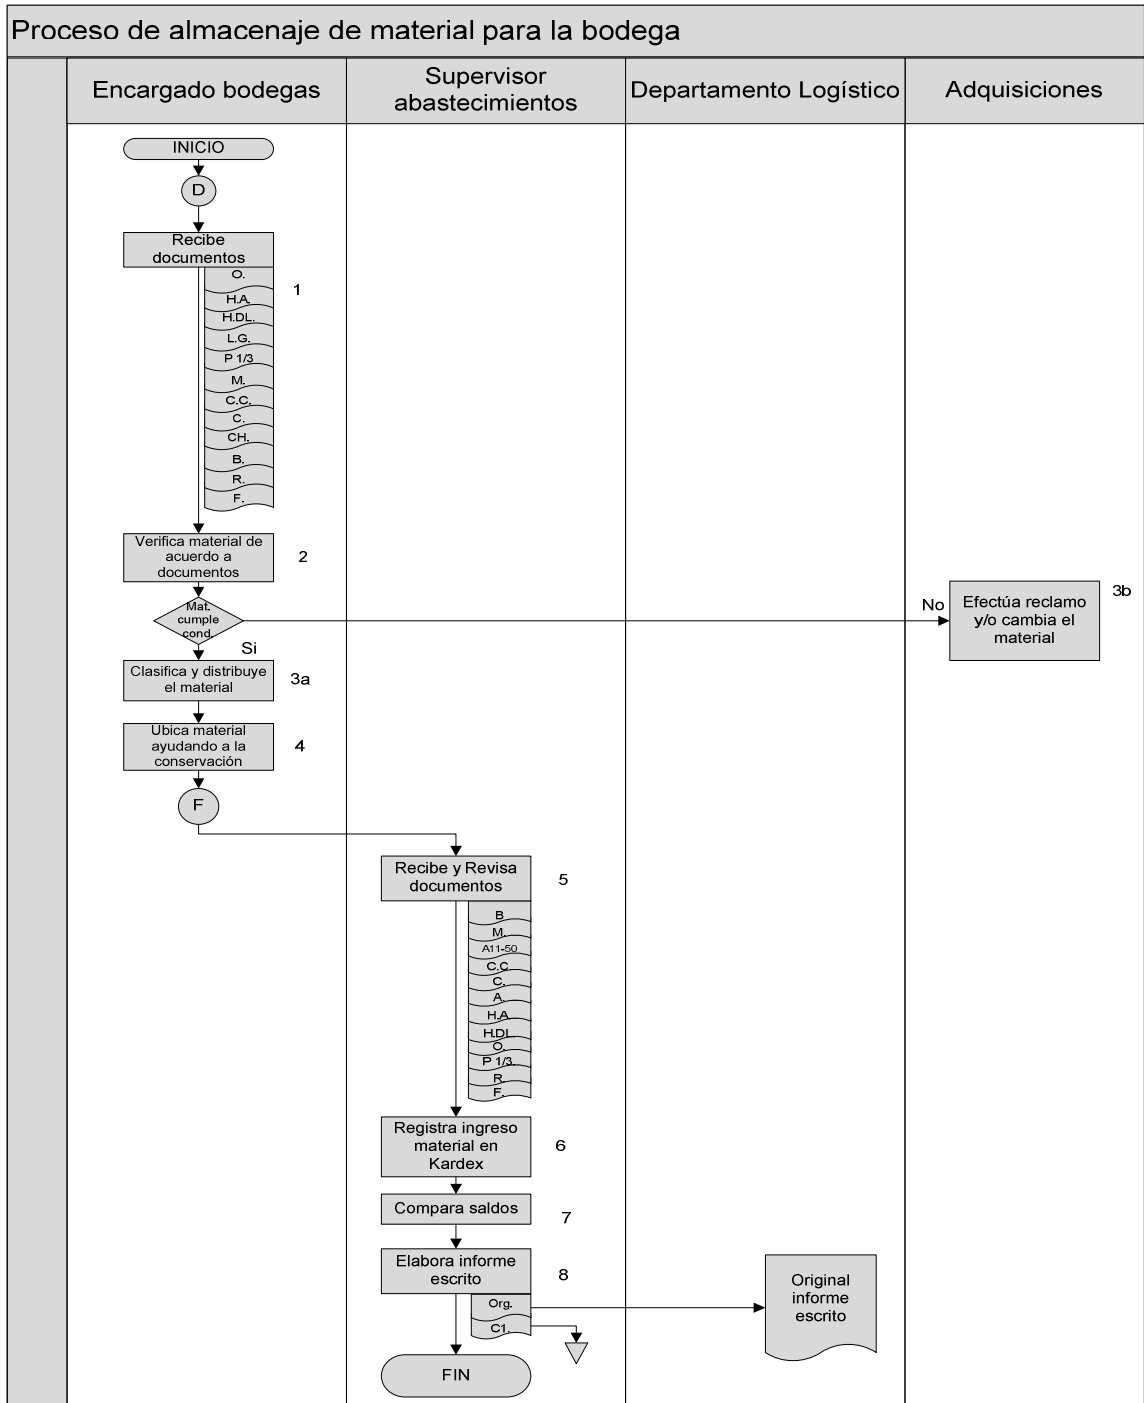 Proceso de almacenaje de material para la bodega
Encargado bodegas
Supervisor
abastecimientos
Departamento Logístico
Adquisiciones
INICIO
D
Recibe
documentos
1
O.
H.A.
H.DL.
L.G.
P 1/3
M.
C.C.
C.
CH.
B.
R.
F.
Verifica material de
acuerdo a
documentos
2
Mat.
cumple
cond.
No
Efectúa reclamo
y/o cambia el
material
3b
Si
Clasifica y distribuye
el material
3a
Ubica material
ayudando a la
conservación
4
F
Recibe y Revisa
documentos
5
B
M.
A11-50
C.C.
C.
A.
H.A
H.DL.
O.
P 1/3.
R.
F.
Registra ingreso
material en
Kardex
6
Compara saldos
7
Elabora informe
escrito
8
Org.
C1.
Original
informe
escrito
FIN